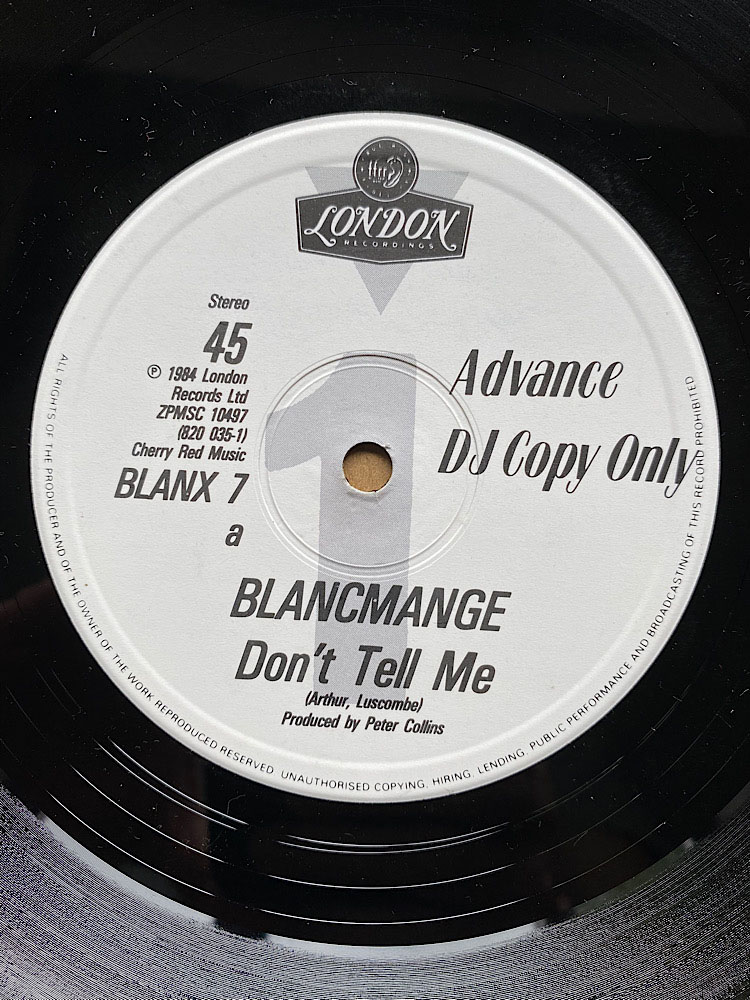 LONDON
RECORDINGS
Stereo
45
℗ 1984 London
Records Ltd
ZPMSC 10497
(820 035-1)
Cherry Red Music
BLANX 7
a
1
Advance
DJ Copy Only
BLANCMANGE
Don't Tell Me
(Arthur, Luscombe)
Produced by Peter Collins
ALL RIGHTS OF THE PRODUCER AND OF THE OWNER OF THE WORK REPRODUCED RESERVED UNAUTHORISED COPYING, HIRING, LENDING, PUBLIC PERFORMANCE AND BROADCASTING OF THIS RECORD PROHIBITED